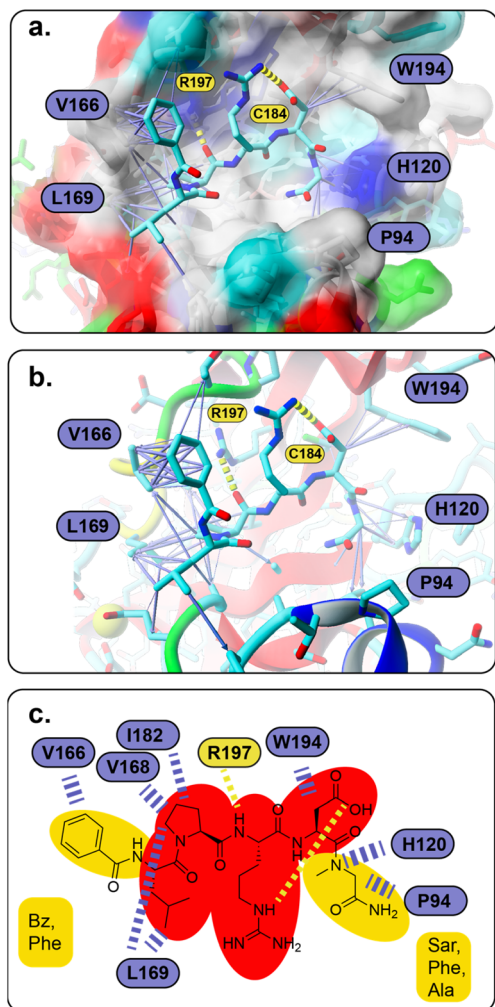 a.
R197
W194
V166
C184
H120
L169
P94
b.
W194
R197
V166
C184
L169
H120
P94
c.
I182
V166
R197
W194
V168
O
OH
N
O
H
N
O
N
H
O
H120
O
N
H
O
N
P94
NH
O
NH2
HN
NH2
Bz,
Phe
L169
Sar,
Phe,
Ala